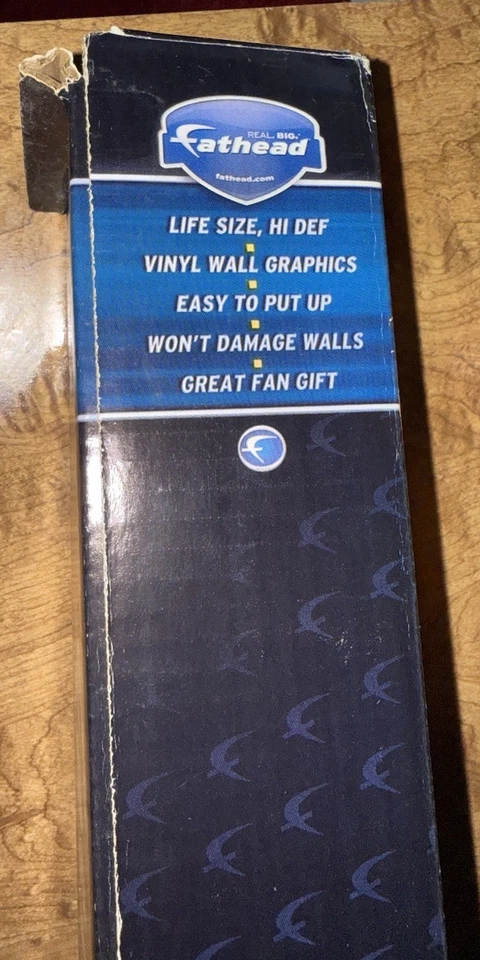 REAL. BIG.
Fathead
fathead.com
LIFE SIZE, HI DEF
VINYL WALL GRAPHICS
EASY TO PUT UP
WON'T DAMAGE WALLS
GREAT FAN GIFT